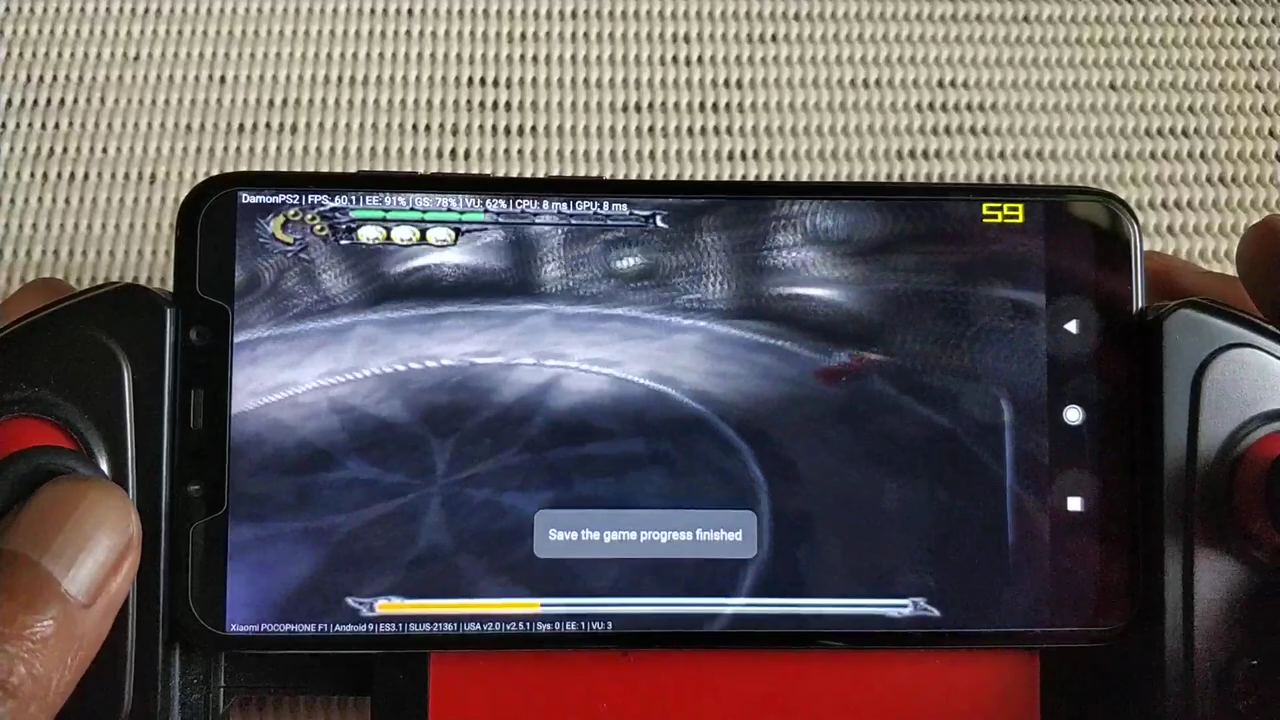 DamonPS2 | FPS: 60.1 | EE: 91% | GS: 78% | VU: 62% | CPU: 8 ms | GPU: 8 ms
59
Save the game progress finished
Xiaomi POCOPHONE F1 | Android 9 | ES3.1 | SLUS-21361 | USA v2.0 | v2.5.1 | Sys: 0 | EE: 1 | VU: 3